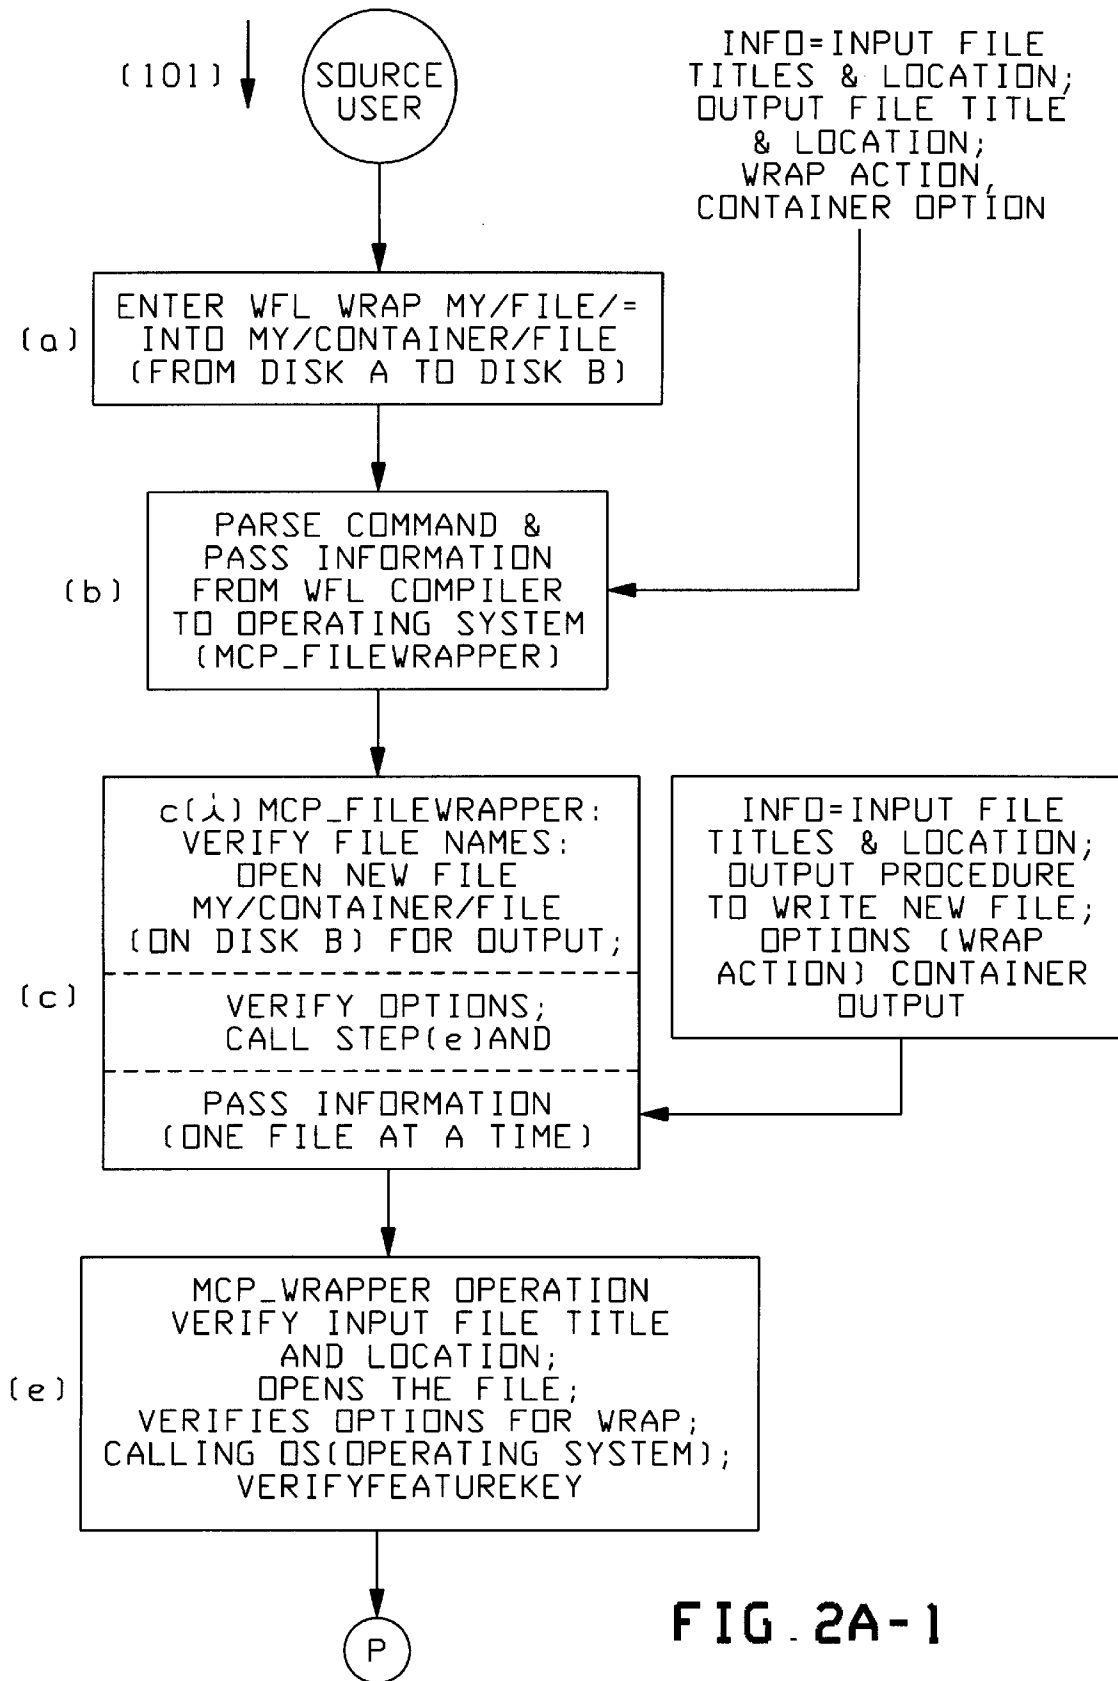 (101)
SOURCE
USER
INFO=INPUT FILE
TITLES & LOCATION;
OUTPUT FILE TITLE
& LOCATION;
WRAP ACTION,
CONTAINER OPTION
(a)
ENTER WFL WRAP MY/FILE/=
INTO MY/CONTAINER/FILE
(FROM DISK A TO DISK B)
(b)
PARSE COMMAND &
PASS INFORMATION
FROM WFL COMPILER
TO OPERATING SYSTEM
(MCP_FILEWRAPPER)
(c)
c(i) MCP_FILEWRAPPER:
VERIFY FILE NAMES:
OPEN NEW FILE
MY/CONTAINER/FILE
(ON DISK B) FOR OUTPUT;
VERIFY OPTIONS;
CALL STEP(e)AND
PASS INFORMATION
(ONE FILE AT A TIME)
INFO=INPUT FILE
TITLES & LOCATION;
OUTPUT PROCEDURE
TO WRITE NEW FILE;
OPTIONS (WRAP
ACTION) CONTAINER
OUTPUT
(e)
MCP_WRAPPER OPERATION
VERIFY INPUT FILE TITLE
AND LOCATION;
OPENS THE FILE;
VERIFIES OPTIONS FOR WRAP;
CALLING OS(OPERATING SYSTEM);
VERIFYFEATUREKEY
P
FIG. 2A-1